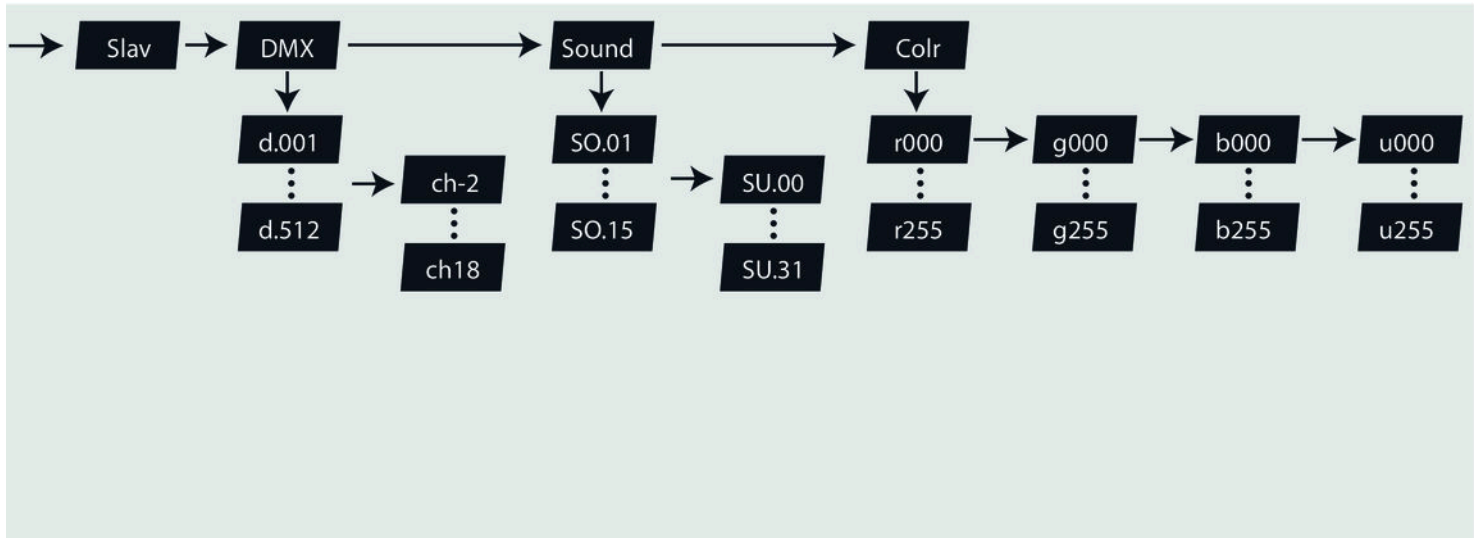 Slav DMX Sound Colr
d.001 SO.01 r000 g000 b000 u000
ch-2 SU.00
d.512 SO.15 r255 g255 b255 u255
ch18 SU.31